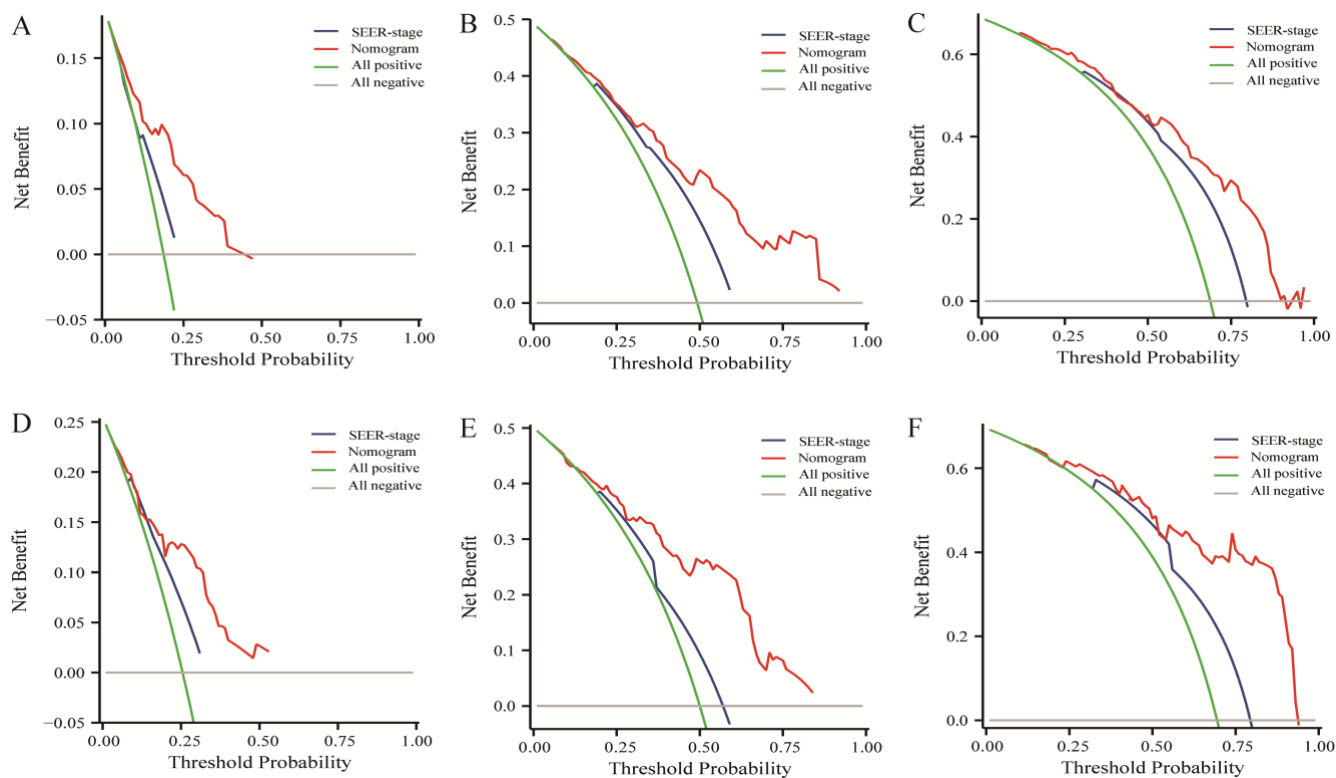 A
SEER-stage
Nomogram
All positive
All negative
0.15
0.10
0.05
0.00
−0.05
Net Benefit
0.00
0.25
0.50
0.75
1.00
Threshold Probability
B
SEER-stage
Nomogram
All positive
All negative
0.5
0.4
0.3
0.2
0.1
0.0
Net Benefit
0.00
0.25
0.50
0.75
1.00
Threshold Probability
C
SEER-stage
Nomogram
All positive
All negative
0.6
0.4
0.2
0.0
Net Benefit
0.00
0.25
0.50
0.75
1.00
Threshold Probability
D
SEER-stage
Nomogram
All positive
All negative
0.25
0.20
0.15
0.10
0.05
0.00
−0.05
Net Benefit
0.00
0.25
0.50
0.75
1.00
Threshold Probability
E
SEER-stage
Nomogram
All positive
All negative
0.5
0.4
0.3
0.2
0.1
0.0
Net Benefit
0.00
0.25
0.50
0.75
1.00
Threshold Probability
F
SEER-stage
Nomogram
All positive
All negative
0.6
0.4
0.2
0.0
Net Benefit
0.00
0.25
0.50
0.75
1.00
Threshold Probability